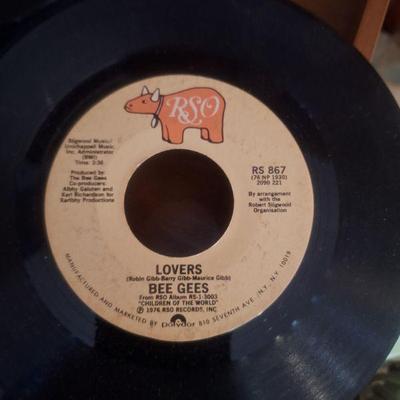 RSO
Stigwood Music/
Unichappell Music,
Inc. Administrator
(BMI)
Time: 3:36
Produced by
The Bee Gees
Co-producers:
Albhy Galuten and
Karl Richardson for
Karlbhy Productions
RS 867
(76 NP 1930)
2090 221
By arrangement
with the
Robert Stigwood
Organisation
LOVERS
(Robin Gibb-Barry Gibb-Maurice Gibb)
BEE GEES
From RSO Album RS-1-3003
"CHILDREN OF THE WORLD"
Ⓟ 1976, RSO RECORDS, INC
MANUFACTURED AND MARKETED BY polydor 810 SEVENTH AVE., N.Y., N.Y. 10019